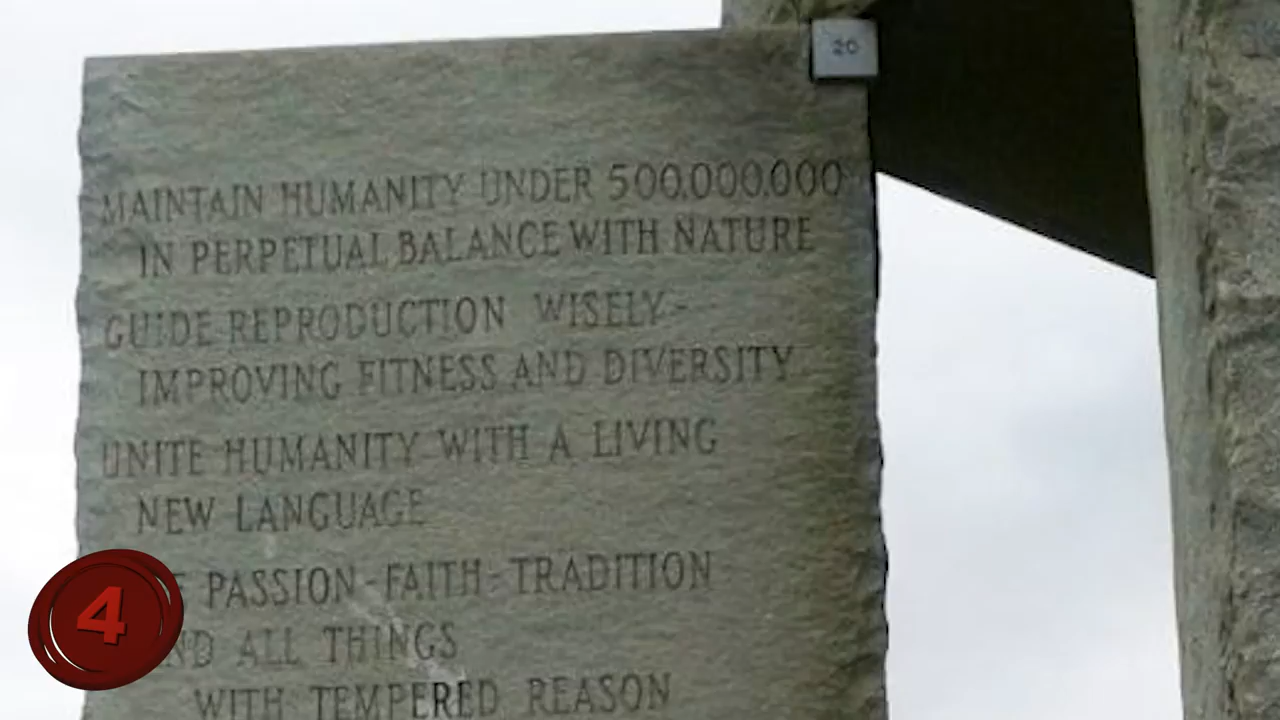 20
MAINTAIN HUMANITY UNDER 500,000,000
IN PERPETUAL BALANCE WITH NATURE
GUIDE REPRODUCTION WISELY-
IMPROVING FITNESS AND DIVERSITY
UNITE HUMANITY WITH A LIVING
NEW LANGUAGE
PASSION-FAITH-TRADITION
ALL THINGS
WITH TEMPERED REASON
4